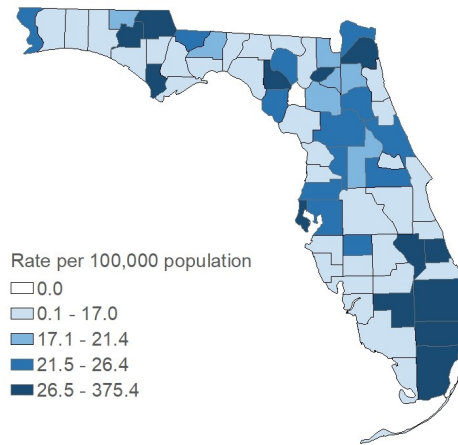 Rate per 100,000 population
0.0
0.1 - 17.0
17.1 - 21.4
21.5 - 26.4
26.5 - 375.4